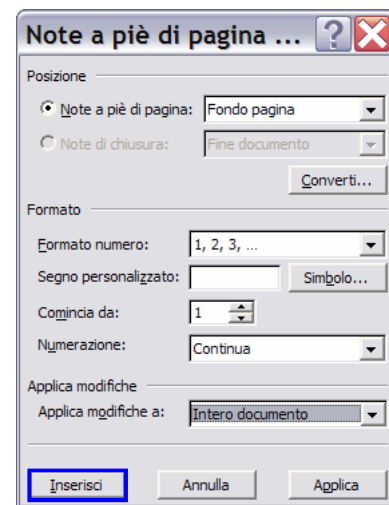 Note a piè di pagina ...
Posizione
Note a piè di pagina: Fondo pagina
Note di chiusura: Fine documento
Converti...
Formato
Formato numero: 1, 2, 3, ...
Segno personalizzato: Simbolo...
Comincia da: 1
Numerazione: Continua
Applica modifiche
Applica modifiche a: Intero documento
Inserisci Annulla Applica